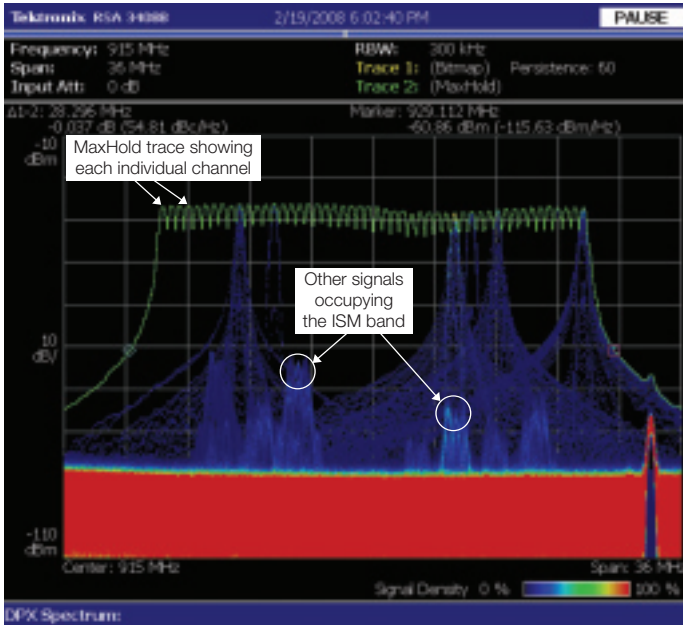 Tektronix RSA 3408B 2/19/2008 6:02:40 PM PAUSE
Frequency: 915 MHz RBW: 300 kHz
Span: 36 MHz Trace 1: (Bitmap) Persistence: 60
Input Att: 0 dB Trace 2: (MaxHold)
Δ1-2: 28.296 MHz Marker: 929.112 MHz
-0.037 dB (54.81 dBc/Hz) -60.86 dBm (-115.63 dBm/Hz)
-10
dBm
MaxHold trace showing
each individual channel
Other signals
occupying
the ISM band
10
dB/
-110
dBm
Center: 915 MHz Span: 36 MHz
Signal Density 0 % 100 %
DPX Spectrum: